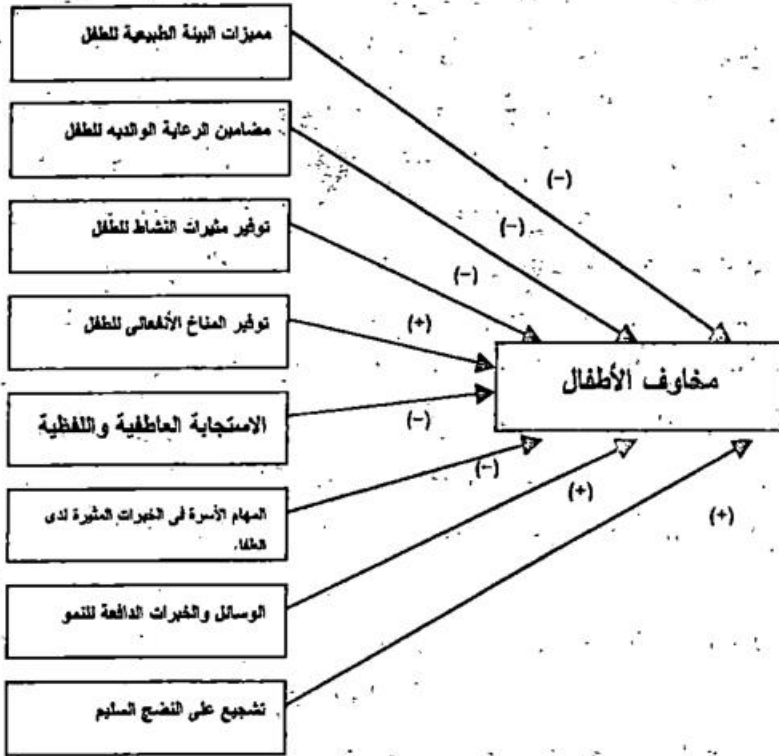 مميزات البيئة الطبيعية للطفل
(-)
مضامين الرعاية الوالديه للطفل
(-)
توفير مثيرات النشاط للطفل
(-)
توفير المناخ الأنفعالى للطفل
(+)
مخاوف الأطفال
الاستجابة العاطفية واللفظية
(-)
المهام الأسرة فى الخبرات المثيرة لدى
الطفا.
(-)
الوسائل والخبرات الدافعة للنمو
(+)
تشجيع على النضج السليم
(+)